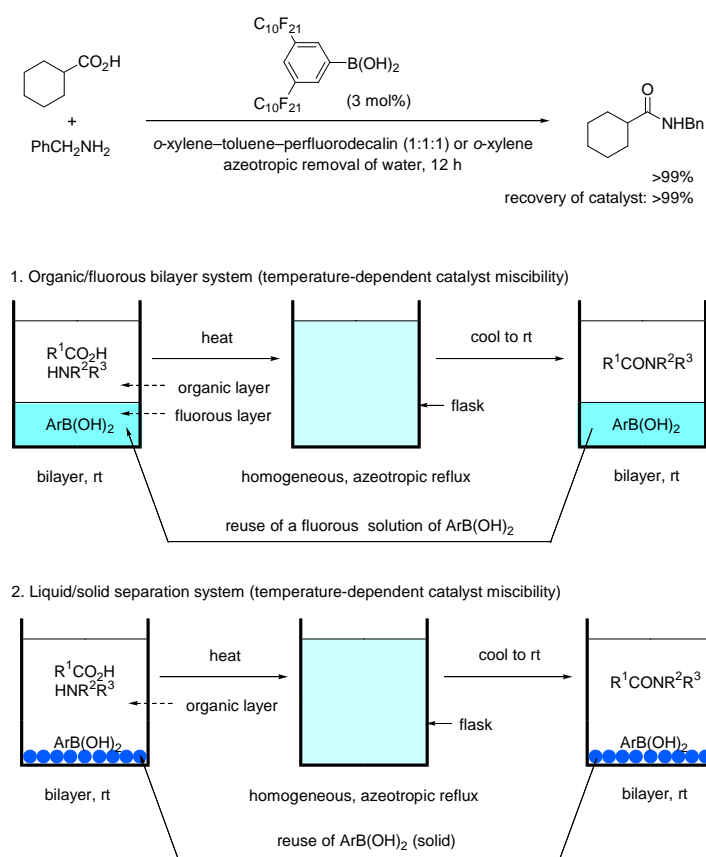 C₁₀F₂₁
CO₂H
B(OH)₂
C₁₀F₂₁
(3 mol%)
+
PhCH₂NH₂
o-xylene–toluene–perfluorodecalin (1:1:1) or o-xylene
azeotropic removal of water, 12 h
O
NHBn
>99%
recovery of catalyst: >99%
1. Organic/fluorous bilayer system (temperature-dependent catalyst miscibility)
R¹CO₂H
HNR²R³
heat
cool to rt
R¹CONR²R³
organic layer
fluorous layer
flask
ArB(OH)₂
ArB(OH)₂
bilayer, rt
homogeneous, azeotropic reflux
bilayer, rt
reuse of a fluorous solution of ArB(OH)₂
2. Liquid/solid separation system (temperature-dependent catalyst miscibility)
R¹CO₂H
HNR²R³
heat
cool to rt
R¹CONR²R³
organic layer
flask
ArB(OH)₂
ArB(OH)₂
bilayer, rt
homogeneous, azeotropic reflux
bilayer, rt
reuse of ArB(OH)₂ (solid)